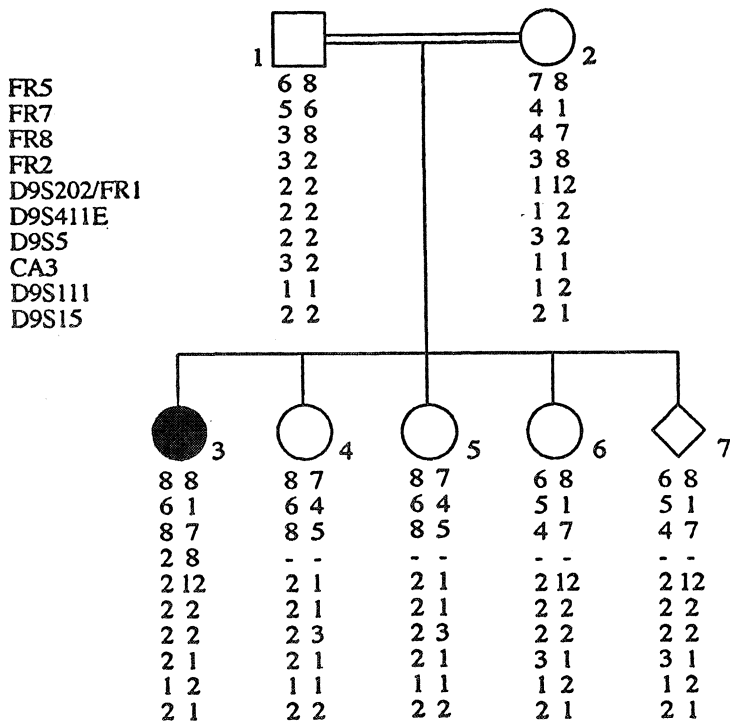 1 2
FR5 6 8 7 8
FR7 5 6 4 1
FR8 3 8 4 7
FR2 3 2 3 8
D9S202/FR1 2 2 1 12
D9S411E 2 2 1 2
D9S5 2 2 3 2
CA3 3 2 1 1
D9S111 1 1 1 2
D9S15 2 2 2 1
3 4 5 6 7
8 8 8 7 8 7 6 8 6 8
6 1 6 4 6 4 5 1 5 1
8 7 8 5 8 5 4 7 4 7
2 8 - - - - - - - -
2 12 2 1 2 1 2 12 2 12
2 2 2 1 2 1 2 2 2 2
2 2 2 3 2 3 2 2 2 2
2 1 2 1 2 1 3 1 3 1
1 2 1 1 1 1 1 2 1 2
2 1 2 2 2 2 2 1 2 1